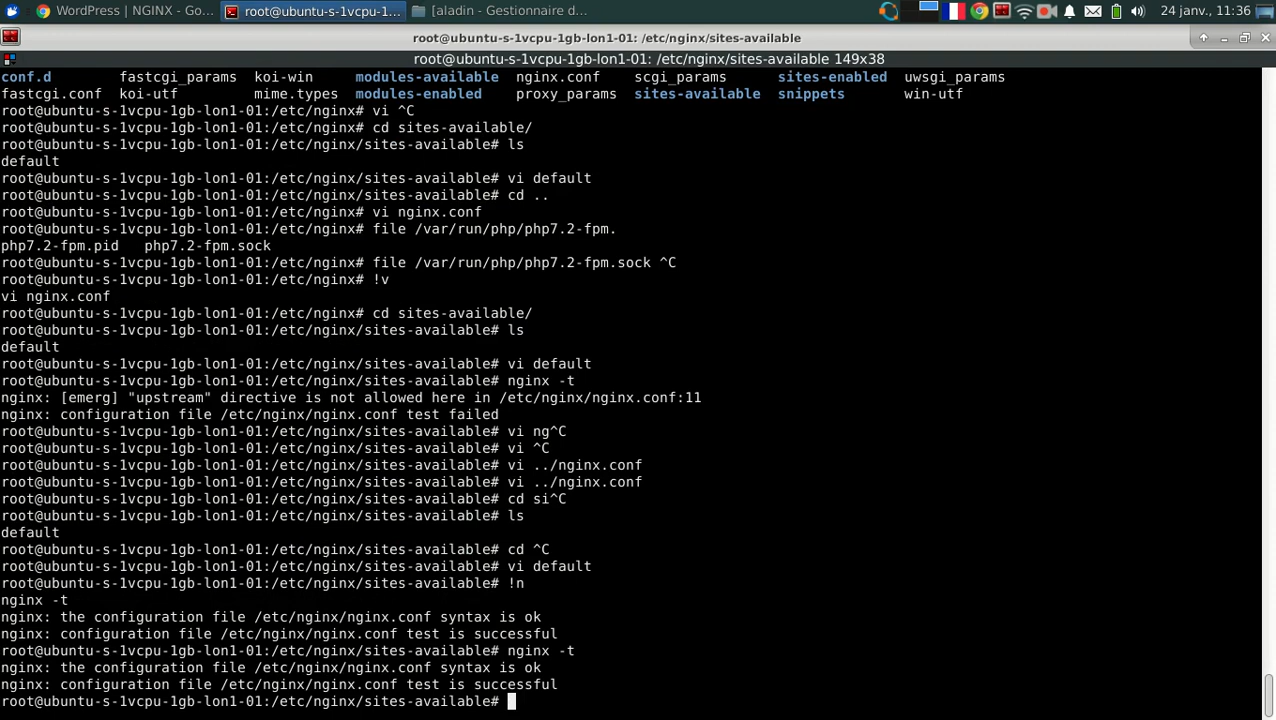 WordPress | NGINX - Go...
root@ubuntu-s-1vcpu-1...
[aladin - Gestionnaire d...
24 janv., 11:36
root@ubuntu-s-1vcpu-1gb-lon1-01: /etc/nginx/sites-available
root@ubuntu-s-1vcpu-1gb-lon1-01: /etc/nginx/sites-available 149x38
conf.d        fastcgi_params  koi-win     modules-available  nginx.conf    scgi_params      sites-enabled  uwsgi_params
fastcgi.conf  koi-utf         mime.types  modules-enabled    proxy_params  sites-available  snippets       win-utf
root@ubuntu-s-1vcpu-1gb-lon1-01:/etc/nginx# vi ^C
root@ubuntu-s-1vcpu-1gb-lon1-01:/etc/nginx# cd sites-available/
root@ubuntu-s-1vcpu-1gb-lon1-01:/etc/nginx/sites-available# ls
default
root@ubuntu-s-1vcpu-1gb-lon1-01:/etc/nginx/sites-available# vi default
root@ubuntu-s-1vcpu-1gb-lon1-01:/etc/nginx/sites-available# cd ..
root@ubuntu-s-1vcpu-1gb-lon1-01:/etc/nginx# vi nginx.conf
root@ubuntu-s-1vcpu-1gb-lon1-01:/etc/nginx# file /var/run/php/php7.2-fpm.
php7.2-fpm.pid   php7.2-fpm.sock
root@ubuntu-s-1vcpu-1gb-lon1-01:/etc/nginx# file /var/run/php/php7.2-fpm.sock ^C
root@ubuntu-s-1vcpu-1gb-lon1-01:/etc/nginx# !v
vi nginx.conf
root@ubuntu-s-1vcpu-1gb-lon1-01:/etc/nginx# cd sites-available/
root@ubuntu-s-1vcpu-1gb-lon1-01:/etc/nginx/sites-available# ls
default
root@ubuntu-s-1vcpu-1gb-lon1-01:/etc/nginx/sites-available# vi default
root@ubuntu-s-1vcpu-1gb-lon1-01:/etc/nginx/sites-available# nginx -t
nginx: [emerg] "upstream" directive is not allowed here in /etc/nginx/nginx.conf:11
nginx: configuration file /etc/nginx/nginx.conf test failed
root@ubuntu-s-1vcpu-1gb-lon1-01:/etc/nginx/sites-available# vi ng^C
root@ubuntu-s-1vcpu-1gb-lon1-01:/etc/nginx/sites-available# vi ^C
root@ubuntu-s-1vcpu-1gb-lon1-01:/etc/nginx/sites-available# vi ../nginx.conf
root@ubuntu-s-1vcpu-1gb-lon1-01:/etc/nginx/sites-available# vi ../nginx.conf
root@ubuntu-s-1vcpu-1gb-lon1-01:/etc/nginx/sites-available# cd si^C
root@ubuntu-s-1vcpu-1gb-lon1-01:/etc/nginx/sites-available# ls
default
root@ubuntu-s-1vcpu-1gb-lon1-01:/etc/nginx/sites-available# cd ^C
root@ubuntu-s-1vcpu-1gb-lon1-01:/etc/nginx/sites-available# vi default
root@ubuntu-s-1vcpu-1gb-lon1-01:/etc/nginx/sites-available# !n
nginx -t
nginx: the configuration file /etc/nginx/nginx.conf syntax is ok
nginx: configuration file /etc/nginx/nginx.conf test is successful
root@ubuntu-s-1vcpu-1gb-lon1-01:/etc/nginx/sites-available# nginx -t
nginx: the configuration file /etc/nginx/nginx.conf syntax is ok
nginx: configuration file /etc/nginx/nginx.conf test is successful
root@ubuntu-s-1vcpu-1gb-lon1-01:/etc/nginx/sites-available#